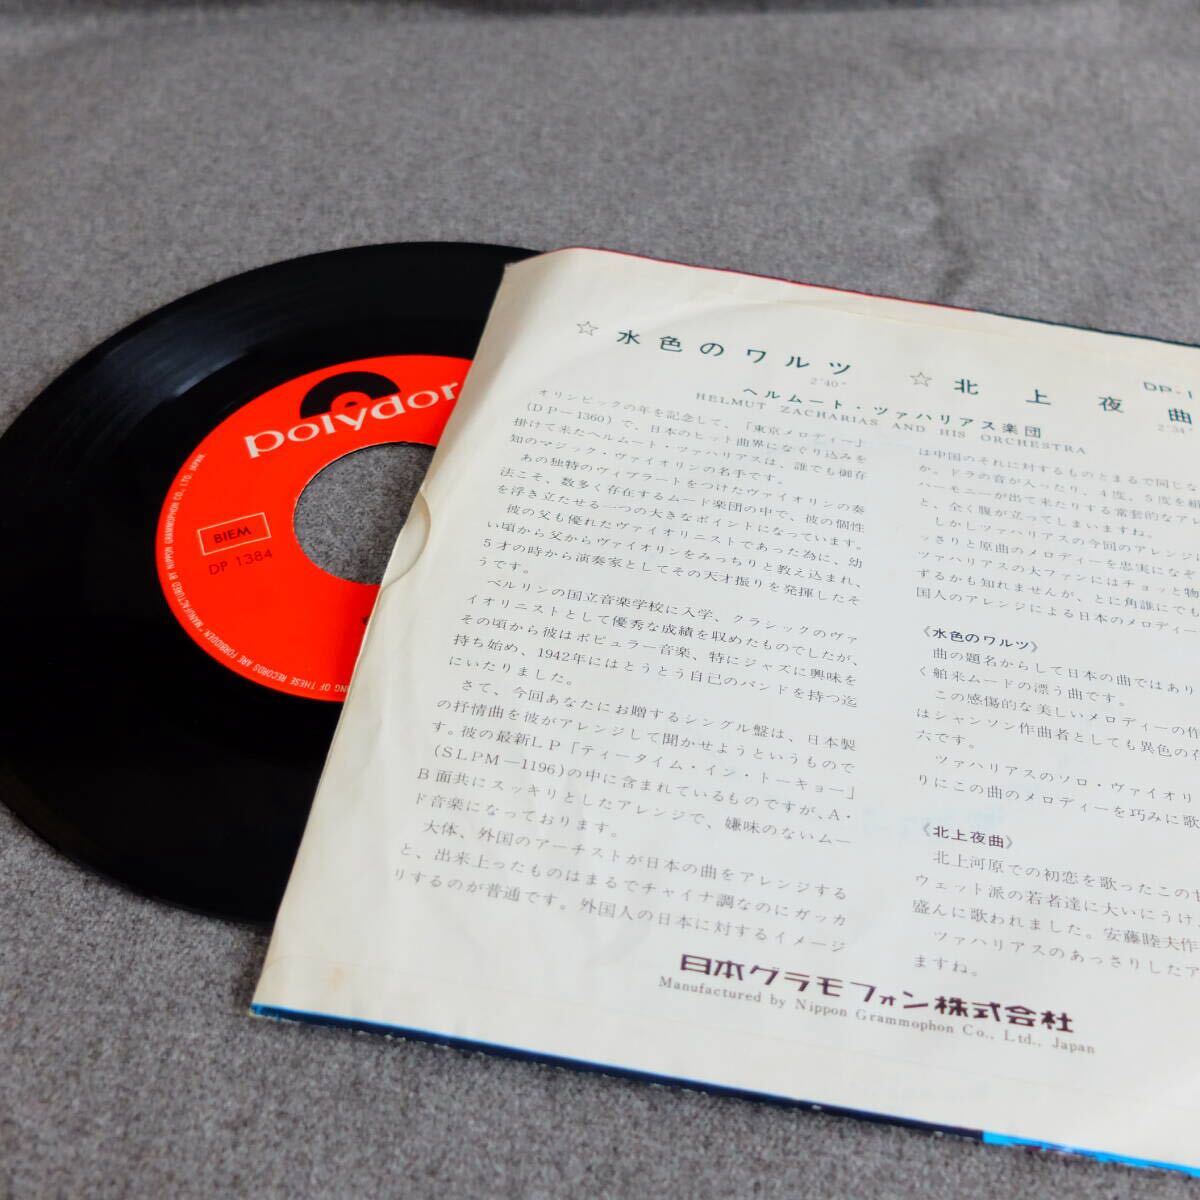 polydor
BIEM
DP 1384
NG OF THESE RECORDS ARE FORBIDDEN" MANUFACTURED BY NIPPON GRAMMOPHON CO., LTD. JAPAN.
☆ 水色のワルツ
2'40"
☆ 北上夜曲
2'34"
DP-1
ヘルムート・ツァハリアス楽団
HELMUT ZACHARIAS AND HIS ORCHESTRA
オリンピックの年を記念して、「東京メロディー」
(DP—1360)で、日本のヒット曲界になぐり込みを
掛けて来たヘルムート・ツァハリアスは、誰でも御存
知のマジック・ヴァイオリンの名手です。
あの独特のヴィブラートをつけたヴァイオリンの奏
法こそ、数多く存在するムード楽団の中で、彼の個性
を浮き立たせる一つの大きなポイントになっています。
彼の父も優れたヴァイオリニストであった為に、幼
い頃から父からヴァイオリンをみっちりと教え込まれ、
5才の時から演奏家としてその天才振りを発揮したそ
うです。
ベルリンの国立音楽学校に入学、クラシックのヴァ
イオリニストとして優秀な成績を収めたものでしたが、
その頃から彼はポピュラー音楽、特にジャズに興味を
持ち始め、1942年にはとうとう自己のバンドを持つ迄
にいたりました。
さて、今回あなたにお贈するシングル盤は、日本製
の抒情曲を彼がアレンジして聞かせようというもので
す。彼の最新LP「ティータイム・イン・トーキョー」
(SLPM—1196)の中に含まれているものですが、A・
B面共にスッキリとしたアレンジで、嫌味のないムー
ド音楽になっております。
大体、外国のアーチストが日本の曲をアレンジする
と、出来上ったものはまるでチャイナ調なのにガッカ
リするのが普通です。外国人の日本に対するイメージ
は中国のそれに対するものとまるで同じな
か。ドラの音が入ったり、4度、5度を
ハーモニーが出て来たりする常套的なア
と、全く腹が立ってしまいますね。
しかしツァハリアスの今回のアレンジ
っさりと原曲のメロディーを忠実になぞ
ツァハリアスの大ファンにはチョッと物
するかも知れませんが、とに角誰にでも
国人のアレンジによる日本のメロディー
《水色のワルツ》
曲の題名からして日本の曲ではあり
く舶来ムードの漂う曲です。
この感傷的な美しいメロディーの作
はシャンソン作曲者としても異色の存
六です。
ツァハリアスのソロ・ヴァイオリ
りにこの曲のメロディーを巧みに歌
《北上夜曲》
北上河原での初恋を歌ったこの曲
ウェット派の若者達に大いにうけ、
盛んに歌われました。安藤睦夫作
ツァハリアスのあっさりしたア
ますね。
日本グラモフォン株式会社
Manufactured by Nippon Grammophon Co., Ltd., Japan